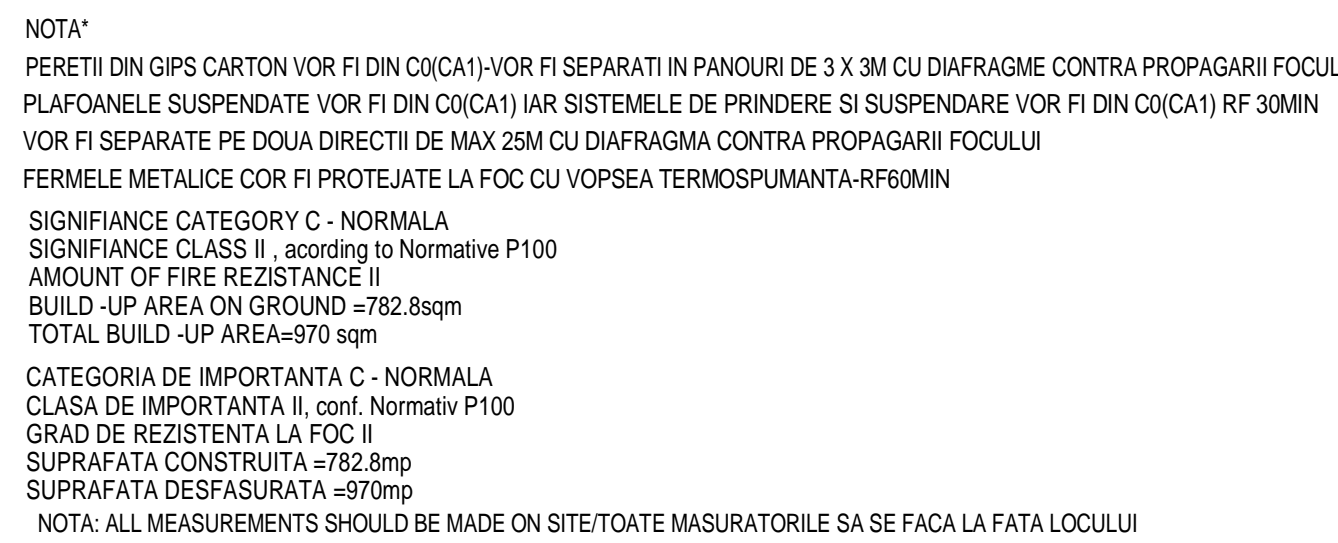 NOTA*
PERETII DIN GIPS CARTON VOR FI DIN C0(CA1)-VOR FI SEPARATI IN PANOURI DE 3 X 3M CU DIAFRAGME CONTRA PROPAGARII FOCUL
PLAFOANELE SUSPENDATE VOR FI DIN C0(CA1) IAR SISTEMELE DE PRINDERE SI SUSPENDARE VOR FI DIN C0(CA1) RF 30MIN
VOR FI SEPARATE PE DOUA DIRECTII DE MAX 25M CU DIAFRAGMA CONTRA PROPAGARII FOCULUI
FERMELE METALICE COR FI PROTEJATE LA FOC CU VOPSEA TERMOSPUMANTA-RF60MIN
SIGNIFIANCE CATEGORY C - NORMALA
SIGNIFIANCE CLASS II , acording to Normative P100
AMOUNT OF FIRE REZISTANCE II
BUILD -UP AREA ON GROUND =782.8sqm
TOTAL BUILD -UP AREA=970 sqm
CATEGORIA DE IMPORTANTA C - NORMALA
CLASA DE IMPORTANTA II, conf. Normativ P100
GRAD DE REZISTENTA LA FOC II
SUPRAFATA CONSTRUITA =782.8mp
SUPRAFATA DESFASURATA =970mp
NOTA: ALL MEASUREMENTS SHOULD BE MADE ON SITE/TOATE MASURATORILE SA SE FACA LA FATA LOCULUI